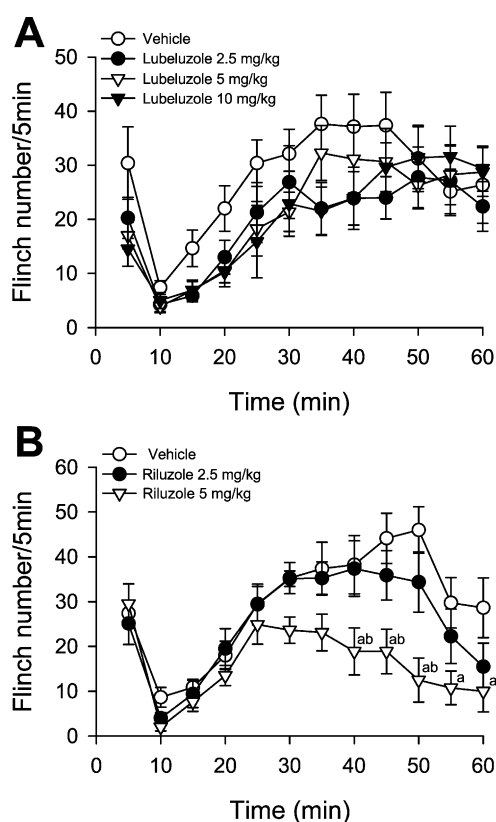 A
Vehicle
Lubeluzole 2.5 mg/kg
Lubeluzole 5 mg/kg
Lubeluzole 10 mg/kg
Flinch number/5min
50
40
30
20
10
0
0 10 20 30 40 50 60
Time (min)
B
Vehicle
Riluzole 2.5 mg/kg
Riluzole 5 mg/kg
Flinch number/5min
60
50
40
30
20
10
0
ab ab ab a a
0 10 20 30 40 50 60
Time (min)